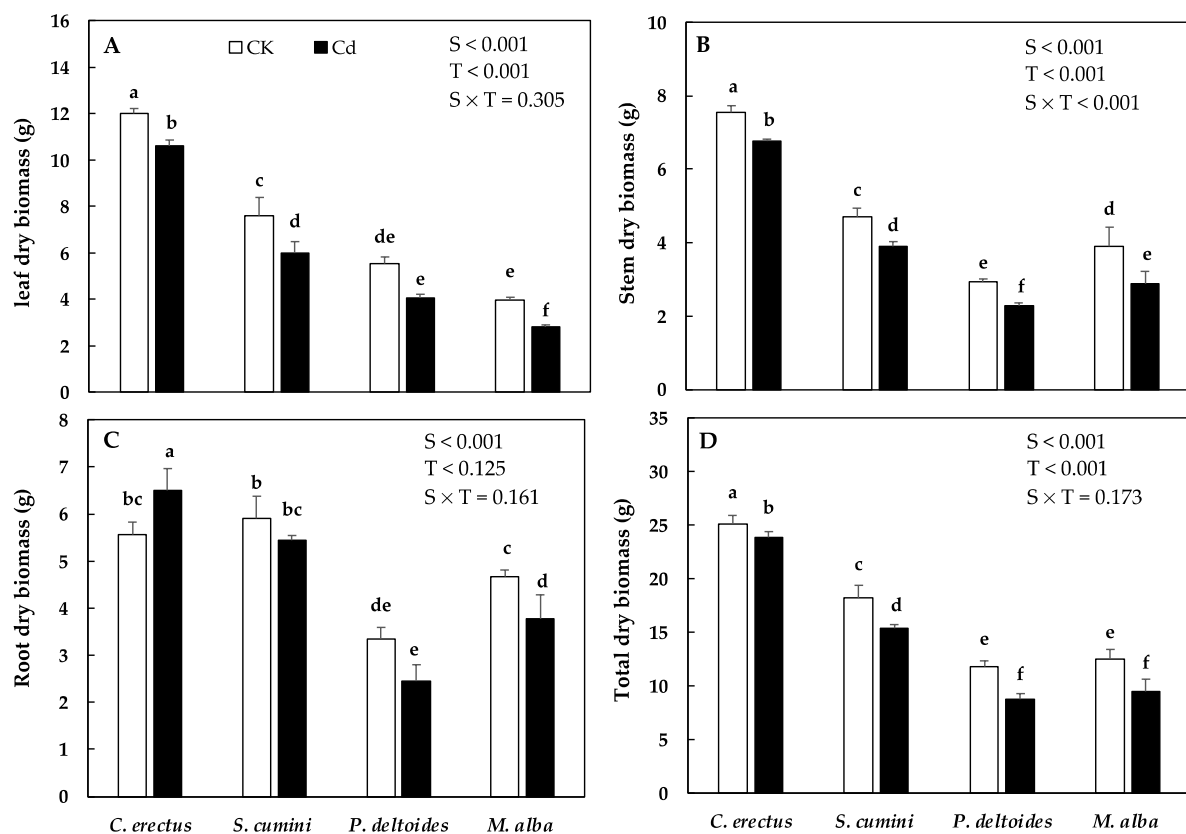 A
CK
Cd
S < 0.001
T < 0.001
S × T = 0.305
16
14
12
10
8
6
4
2
0
leaf dry biomass (g)
a
b
c
d
de
e
e
f
B
S < 0.001
T < 0.001
S × T < 0.001
10
8
6
4
2
0
Stem dry biomass (g)
a
b
c
d
e
f
d
e
C
S < 0.001
T < 0.125
S × T = 0.161
8
7
6
5
4
3
2
1
0
Root dry biomass (g)
bc
a
b
bc
de
e
c
d
C. erectus
S. cumini
P. deltoides
M. alba
D
S < 0.001
T < 0.001
S × T = 0.173
35
30
25
20
15
10
5
0
Total dry biomass (g)
a
b
c
d
e
f
e
f
C. erectus
S. cumini
P. deltoides
M. alba